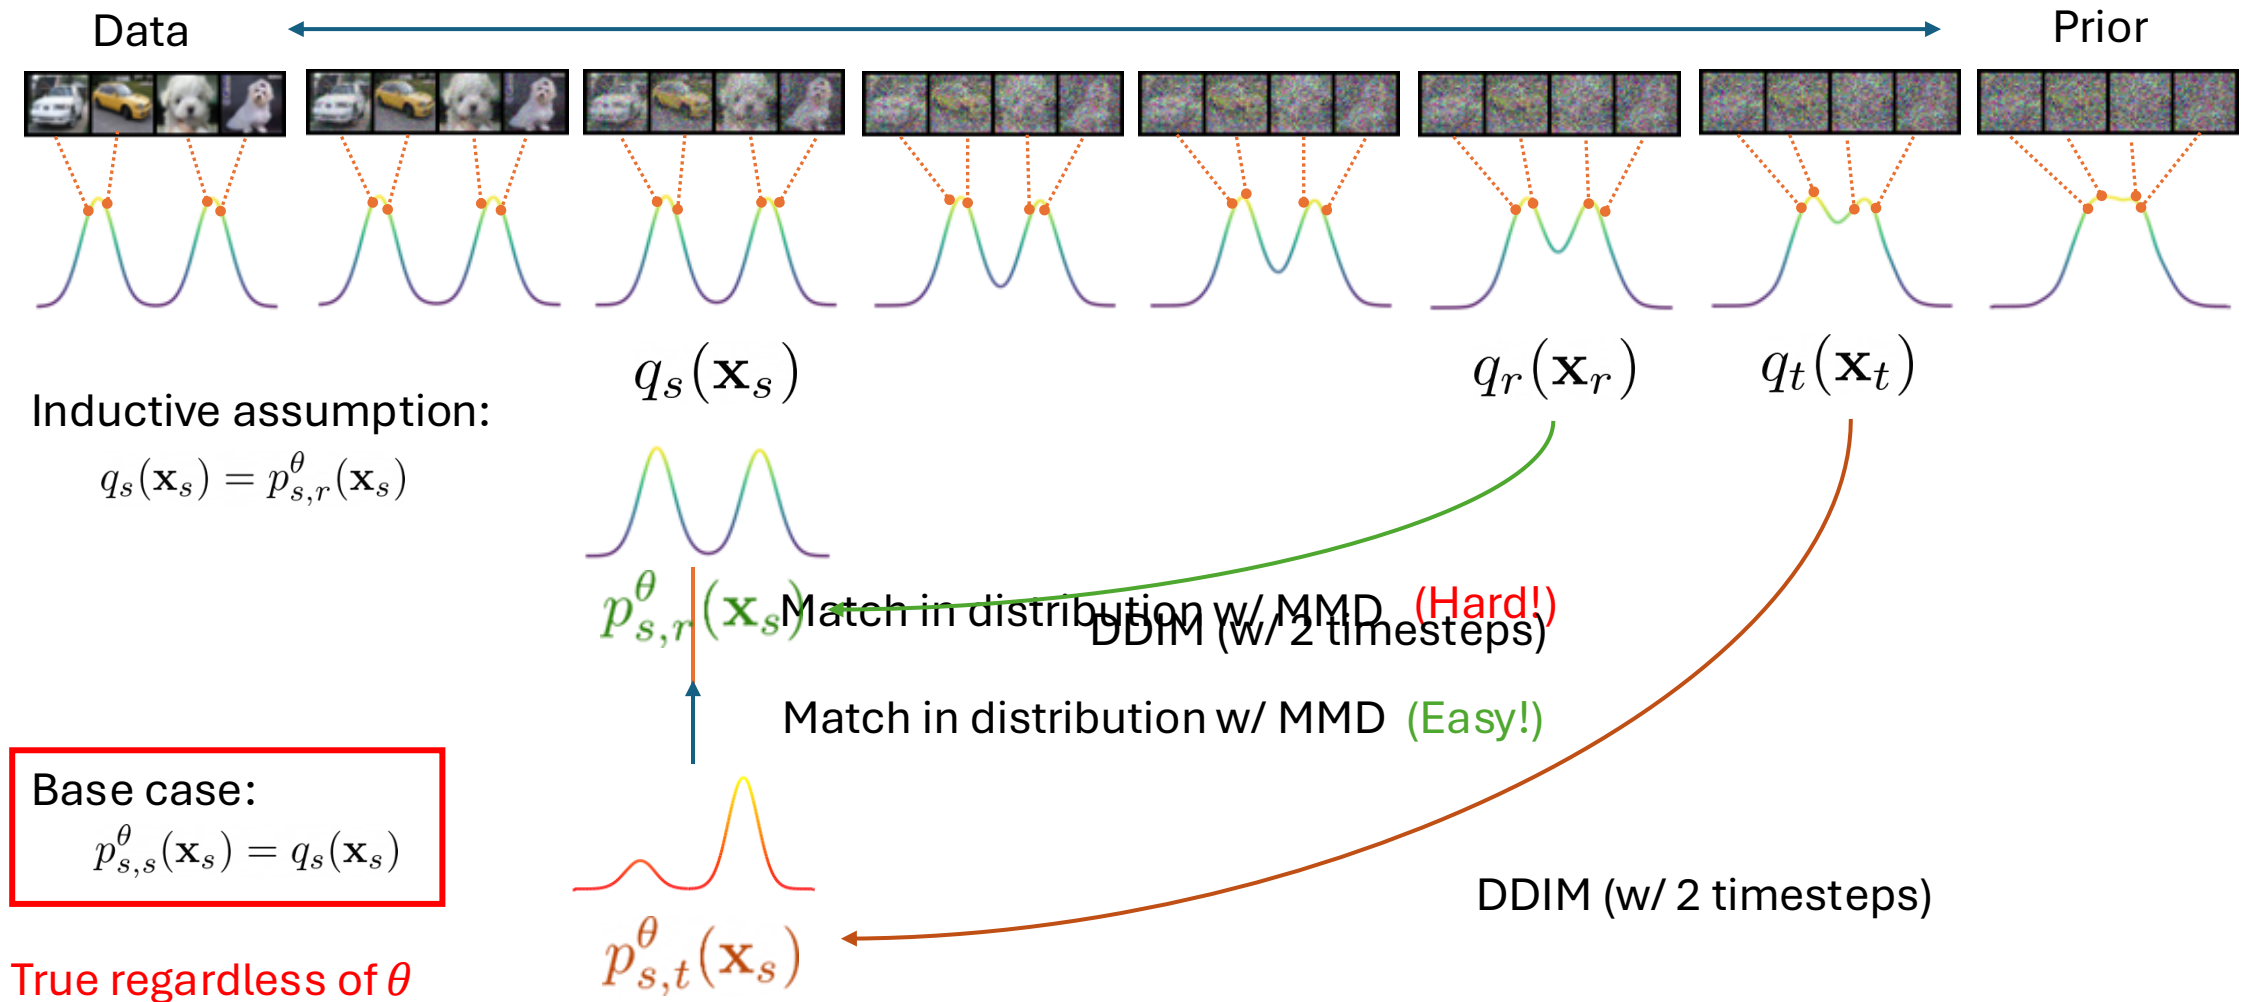 Data
Prior
q_s(x_s)
q_r(x_r)
q_t(x_t)
Inductive assumption:
q_s(x_s) = p^θ_{s,r}(x_s)
p^θ_{s,r}(x_s)
Match in distribution w/ MMD (Hard!)
DDIM (w/ 2 timesteps)
Match in distribution w/ MMD (Easy!)
Base case:
p^θ_{s,s}(x_s) = q_s(x_s)
DDIM (w/ 2 timesteps)
p^θ_{s,t}(x_s)
True regardless of θ